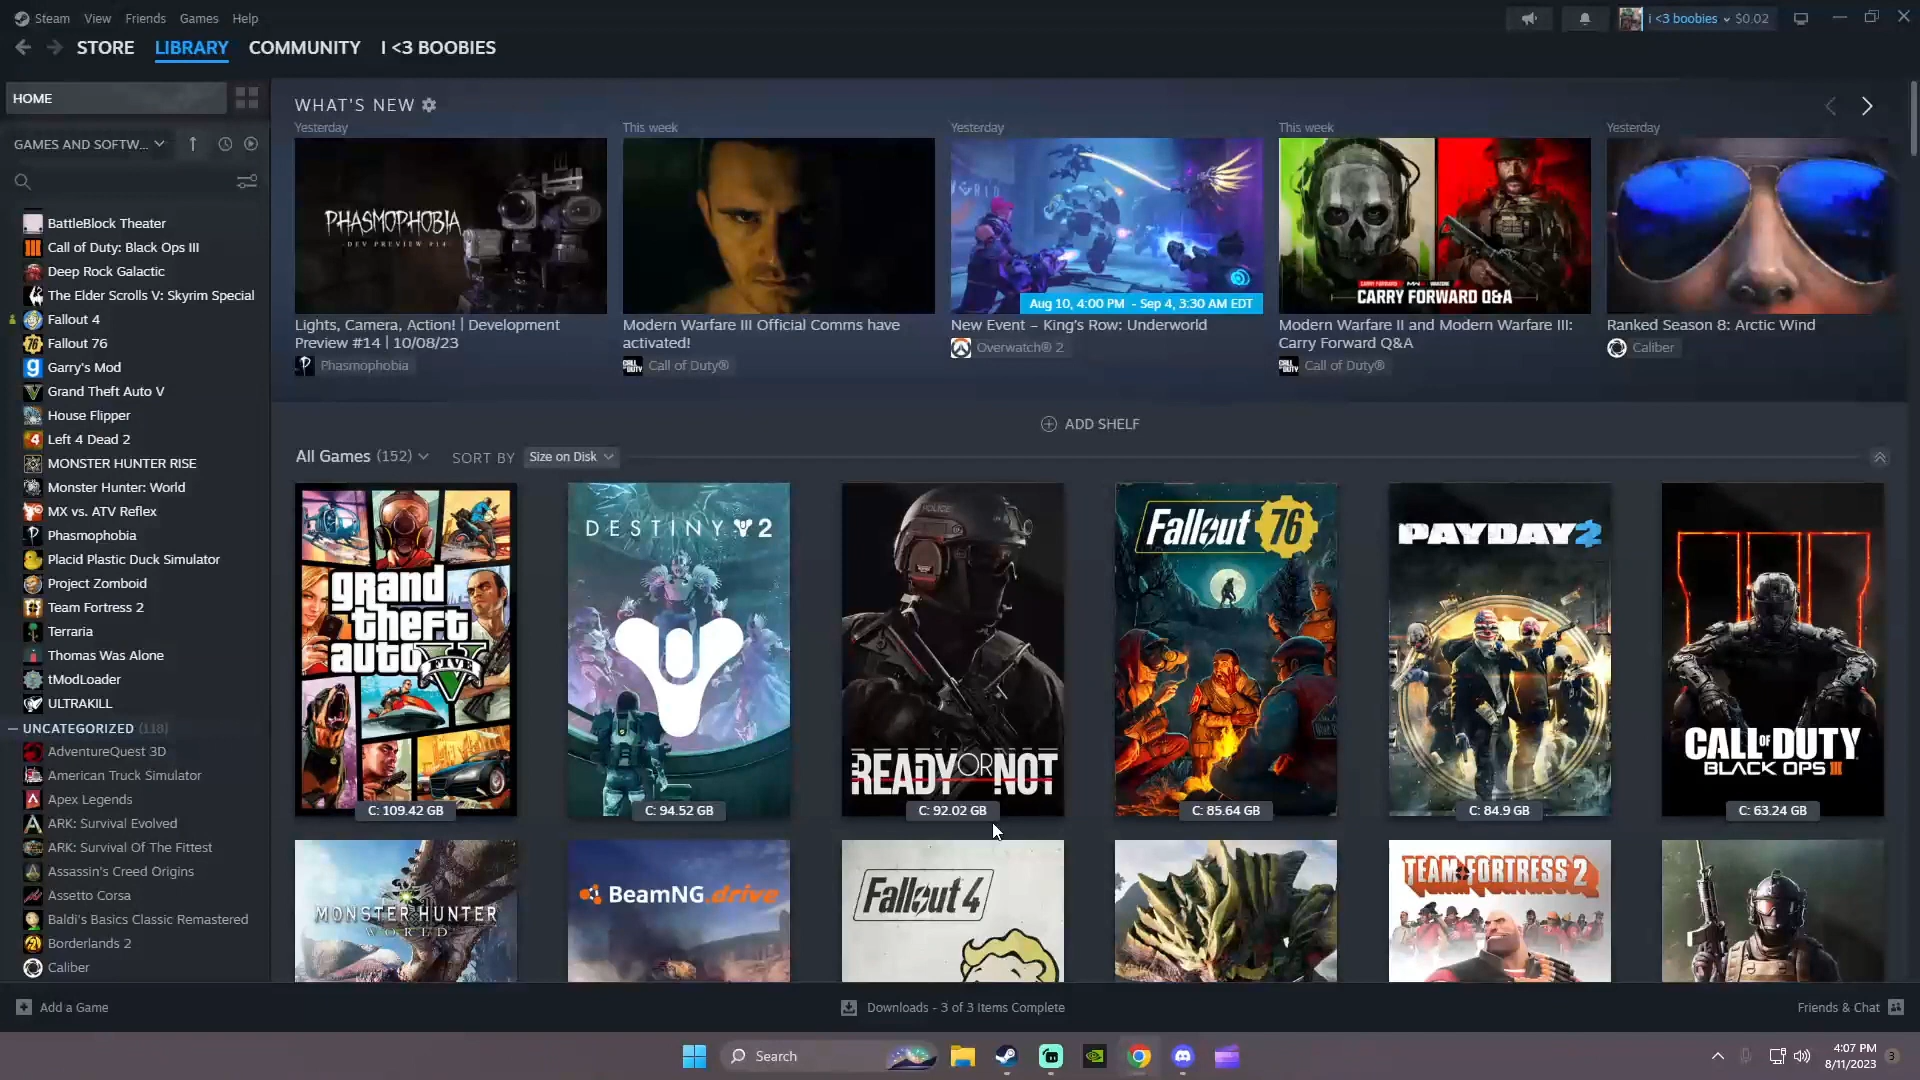 Steam View Friends Games Help
i <3 boobies $0.02
STORE LIBRARY COMMUNITY I <3 BOOBIES
HOME
GAMES AND SOFTW...
BattleBlock Theater
Call of Duty: Black Ops III
Deep Rock Galactic
The Elder Scrolls V: Skyrim Special
Fallout 4
Fallout 76
Garry's Mod
Grand Theft Auto V
House Flipper
Left 4 Dead 2
MONSTER HUNTER RISE
Monster Hunter: World
MX vs. ATV Reflex
Phasmophobia
Placid Plastic Duck Simulator
Project Zomboid
Team Fortress 2
Terraria
Thomas Was Alone
tModLoader
ULTRAKILL
UNCATEGORIZED (118)
AdventureQuest 3D
American Truck Simulator
Apex Legends
ARK: Survival Evolved
ARK: Survival Of The Fittest
Assassin's Creed Origins
Assetto Corsa
Baldi's Basics Classic Remastered
Borderlands 2
Caliber
WHAT'S NEW
Yesterday
PHASMOPHOBIA
-DEV PREVIEW #14-
Lights, Camera, Action! | Development
Preview #14 | 10/08/23
Phasmophobia
This week
Modern Warfare III Official Comms have
activated!
Call of Duty®
Yesterday
Aug 10, 4:00 PM - Sep 4, 3:30 AM EDT
New Event – King's Row: Underworld
Overwatch® 2
This week
CARRY FORWARD Q&A
Modern Warfare II and Modern Warfare III:
Carry Forward Q&A
Call of Duty®
Yesterday
Ranked Season 8: Arctic Wind
Caliber
ADD SHELF
All Games (152) SORT BY Size on Disk
grand
theft
auto
FIVE
C: 109.42 GB
DESTINY 2
C: 94.52 GB
POLICE
READY OR NOT
C: 92.02 GB
Fallout 76
C: 85.64 GB
PAYDAY 2
C: 84.9 GB
CALL OF DUTY
BLACK OPS III
C: 63.24 GB
MONSTER HUNTER
WORLD
BeamNG.drive
Fallout 4
TEAM FORTRESS 2
Add a Game
Downloads - 3 of 3 Items Complete
Friends & Chat
Search
4:07 PM
8/11/2023
3